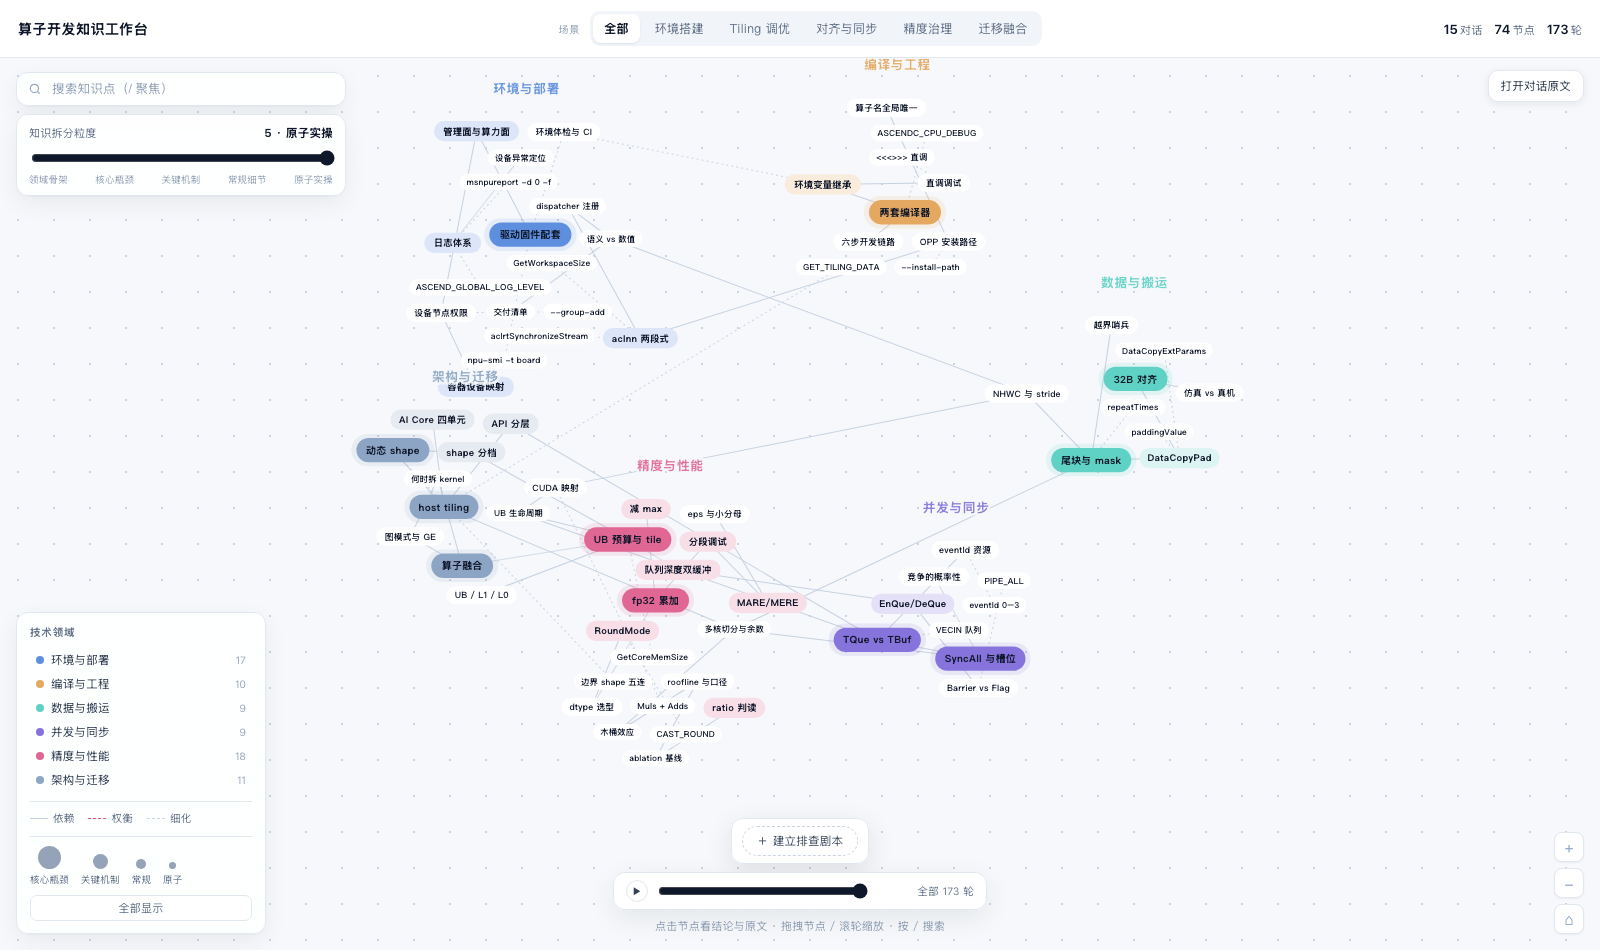 算子开发知识工作台
场景 全部 环境搭建 Tiling 调优 对齐与同步 精度治理 迁移融合
15 对话 74 节点 173 轮
搜索知识点（/ 聚焦）
打开对话原文
知识拆分粒度 5 · 原子实操
领域骨架 核心瓶颈 关键机制 常规细节 原子实操
编译与工程
环境与部署
算子名全局唯一
管理面与算力面 环境体检与 CI
ASCENDC_CPU_DEBUG
设备异常定位
<<<>>> 直调
msnpureport -d 0 -f
环境变量继承 直调调试
dispatcher 注册
两套编译器
驱动固件配套
日志体系
语义 vs 数值
六步开发链路 OPP 安装路径
GetWorkspaceSize
GET_TILING_DATA --install-path
数据与搬运
ASCEND_GLOBAL_LOG_LEVEL
设备节点权限 交付清单 --group-add
越界哨兵
aclrtSynchronizeStream
aclnn 两段式
DataCopyExtParams
npu-smi -t board
架构与迁移
容器设备映射
32B 对齐
NHWC 与 stride
仿真 vs 真机
repeatTimes
AI Core 四单元 API 分层
paddingValue
动态 shape shape 分档
尾块与 mask DataCopyPad
精度与性能
何时拆 kernel
CUDA 映射
host tiling
UB 生命周期
减 max
eps 与小分母
并发与同步
图模式与 GE
UB 预算与 tile 分段调试
eventId 资源
算子融合
队列深度双缓冲
竞争的概率性 PIPE_ALL
UB / L1 / L0
fp32 累加
MARE/MERE
EnQue/DeQue eventId 0—3
RoundMode
多核切分与余数
VECIN 队列
TQue vs TBuf
GetCoreMemSize
SyncAll 与槽位
边界 shape 五连 roofline 与口径
Barrier vs Flag
dtype 选型 Muls + Adds ratio 判读
木桶效应 CAST_ROUND
ablation 基线
技术领域
环境与部署 17
编译与工程 10
数据与搬运 9
并发与同步 9
精度与性能 18
架构与迁移 11
依赖 权衡 细化
核心瓶颈 关键机制 常规 原子
全部显示
+ 建立排查剧本
全部 173 轮
点击节点看结论与原文 · 拖拽节点 / 滚轮缩放 · 按 / 搜索
+
−